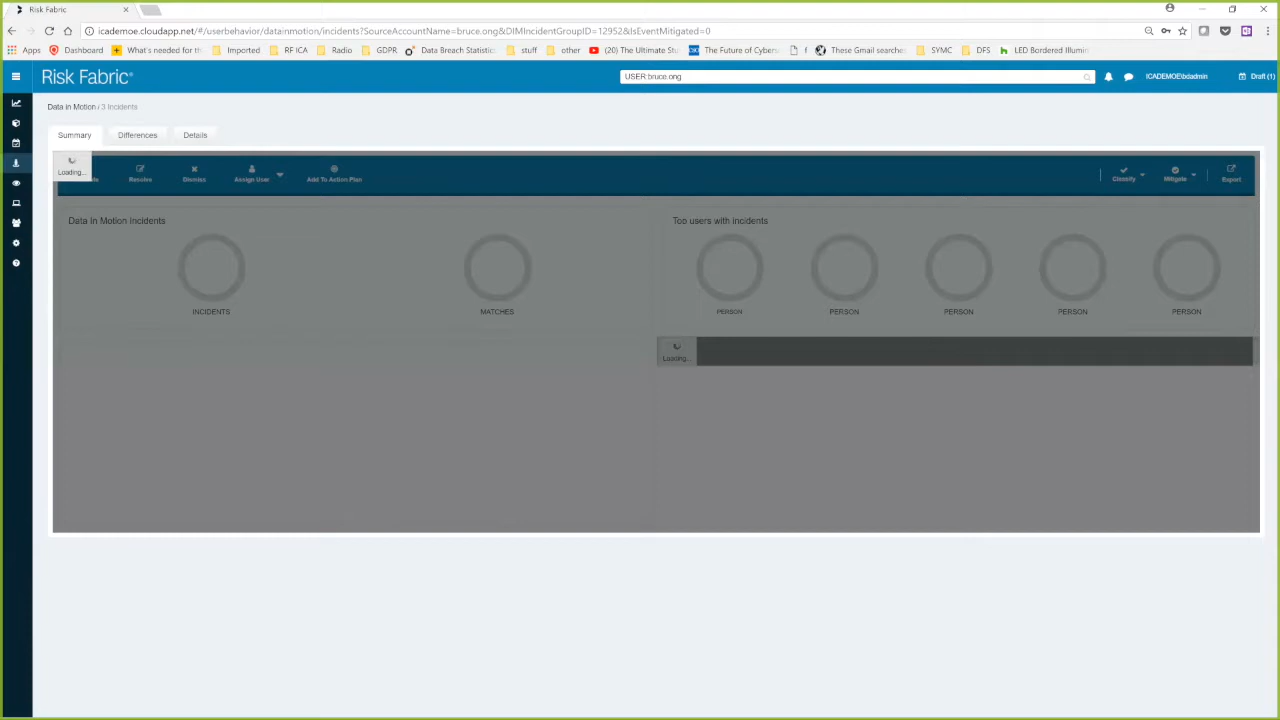 Risk Fabric
icademoe.cloudapp.net/#/userbehavior/datainmotion/incidents?SourceAccountName=bruce.ong&DIMIncidentGroupID=12952&IsEventMitigated=0
Apps Dashboard What's needed for th Imported RF ICA Radio GDPR Data Breach Statistic stuff other (20) The Ultimate Stu The Future of Cybers f These Gmail searches SYMC DFS LED Bordered Illumin
Risk Fabric® USER:bruce.ong ICADEMOE\bdadmin Draft (1)
Data in Motion / 3 Incidents
Summary Differences Details
Loading...
Resolve Dismiss Assign User Add To Action Plan Classify Mitigate Export
Data In Motion Incidents Top users with incidents
INCIDENTS MATCHES PERSON PERSON PERSON PERSON PERSON
Loading...